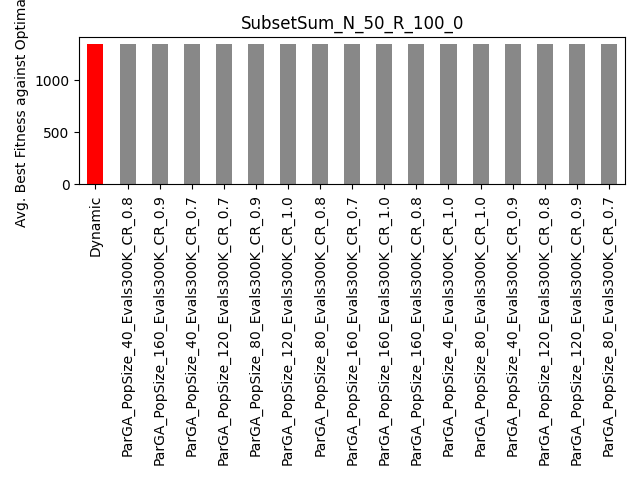 SubsetSum_N_50_R_100_0
Avg. Best Fitness against Optima
1000
500
0
Dynamic
ParGA_PopSize_40_Evals300K_CR_0.8
ParGA_PopSize_160_Evals300K_CR_0.9
ParGA_PopSize_40_Evals300K_CR_0.7
ParGA_PopSize_120_Evals300K_CR_0.7
ParGA_PopSize_80_Evals300K_CR_0.9
ParGA_PopSize_120_Evals300K_CR_1.0
ParGA_PopSize_80_Evals300K_CR_0.8
ParGA_PopSize_160_Evals300K_CR_0.7
ParGA_PopSize_160_Evals300K_CR_1.0
ParGA_PopSize_160_Evals300K_CR_0.8
ParGA_PopSize_40_Evals300K_CR_1.0
ParGA_PopSize_80_Evals300K_CR_1.0
ParGA_PopSize_40_Evals300K_CR_0.9
ParGA_PopSize_120_Evals300K_CR_0.8
ParGA_PopSize_120_Evals300K_CR_0.9
ParGA_PopSize_80_Evals300K_CR_0.7